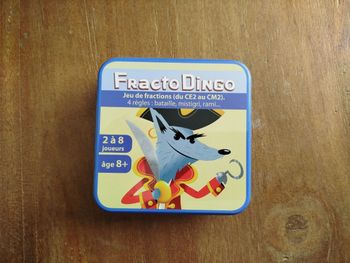 FRACTODINGO
Jeu de fractions (du CE2 au CM2),
4 règles : bataille, mistigri, rami...
2 à 8
joueurs
âge 8+